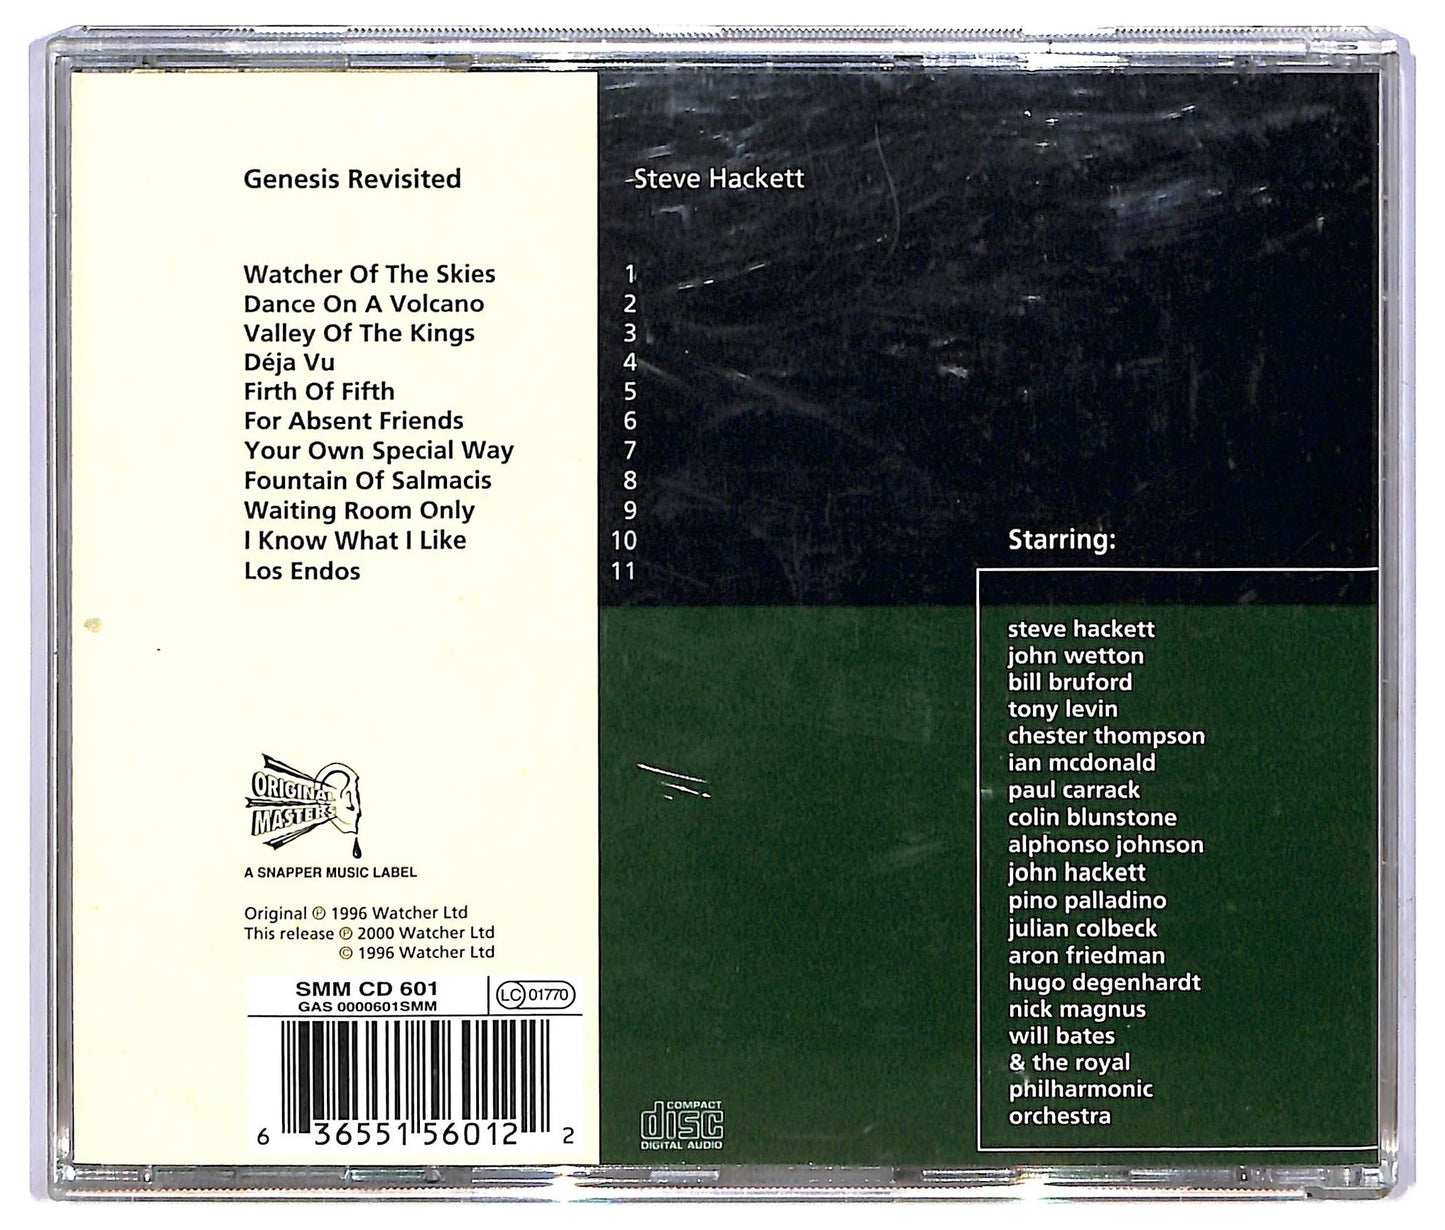 Genesis Revisited -Steve Hackett
Watcher Of The Skies 1
Dance On A Volcano 2
Valley Of The Kings 3
Déja Vu 4
Firth Of Fifth 5
For Absent Friends 6
Your Own Special Way 7
Fountain Of Salmacis 8
Waiting Room Only 9
I Know What I Like 10
Los Endos 11
Starring:
steve hackett
john wetton
bill bruford
tony levin
chester thompson
ian mcdonald
paul carrack
colin blunstone
alphonso johnson
john hackett
pino palladino
julian colbeck
aron friedman
hugo degenhardt
nick magnus
will bates
& the royal
philharmonic
orchestra
ORIGINAL
MASTERS
A SNAPPER MUSIC LABEL
Original ℗ 1996 Watcher Ltd
This release ℗ 2000 Watcher Ltd
© 1996 Watcher Ltd
SMM CD 601
GAS 0000601SMM
LC 01770
6 36551 56012 2
COMPACT
disc
DIGITAL AUDIO